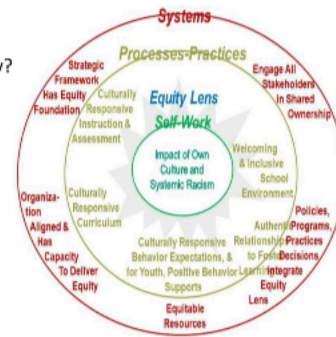 y?
Systems
Processes-Practices
Strategic
Framework
Has Equity
Foundation
Culturally
Responsive
Instruction &
Assessment
Equity Lens
Self-Work
Engage All
Stakeholders
in Shared
Ownership
Impact of Own
Culture and
Systemic Racism
Welcoming
& Inclusive
School
Environment
Culturally
Responsive
Curriculum
Organiza-
tion
Aligned &
Has
Capacity
To Deliver
Equity
Culturally Responsive
Behavior Expectations, &
for Youth, Positive Behavior
Supports
Authentic
Relationships
to Foster
Learning
Policies,
Programs,
Practices
Decisions,
Integrate
Equity
Lens
Equitable
Resources